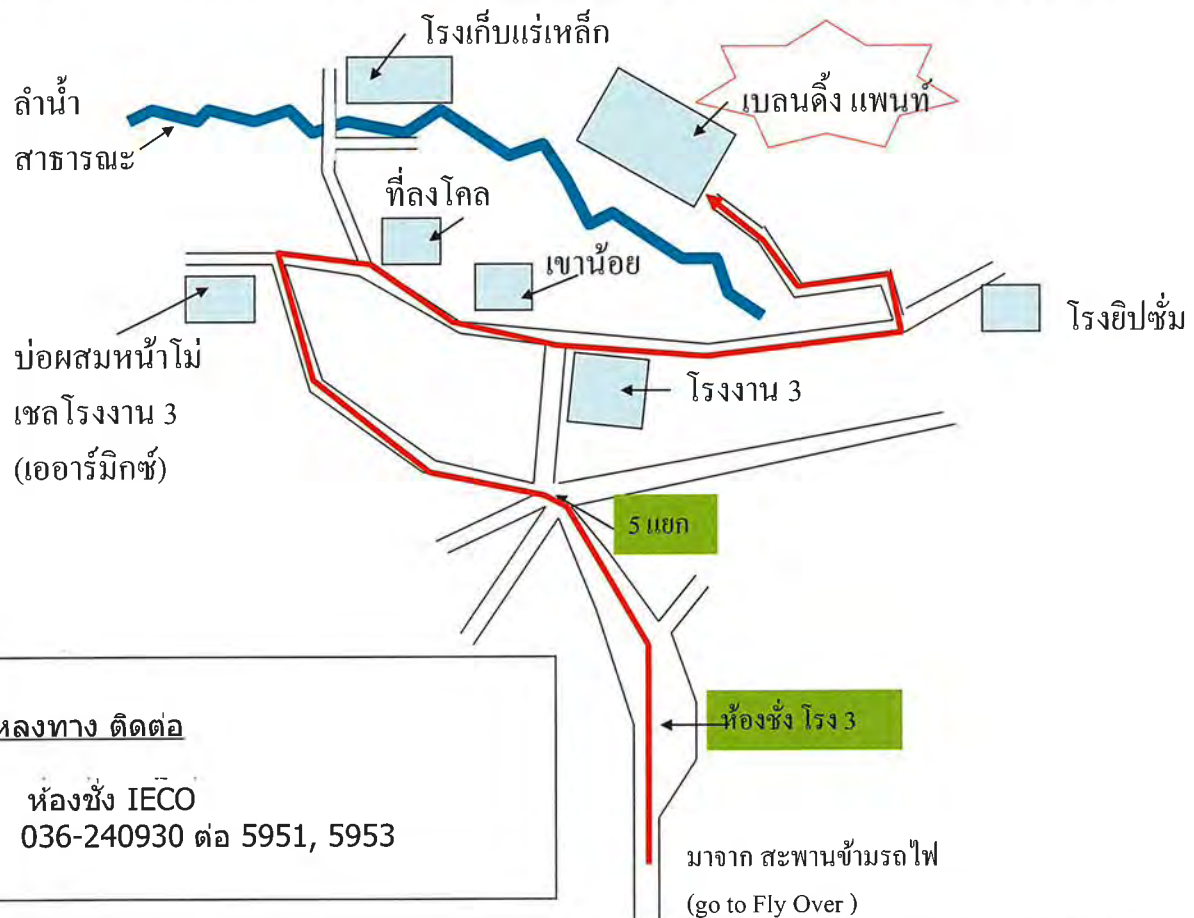 โรงเก็บแร่เหล็ก
ลำน้ำ
สาธารณะ
เบลนดิ้ง แพนท์
ที่ลงโคล
เขาน้อย
โรงยิปซั่ม
บ่อผสมหน้าโม่
เชลโรงงาน 3
(เออาร์มิกซ์)
โรงงาน 3
5 แยก
ห้องชั่ง โรง 3
หลงทาง ติดต่อ
ห้องชั่ง IECO
036-240930 ต่อ 5951, 5953
มาจาก สะพานข้ามรถไฟ
(go to Fly Over )